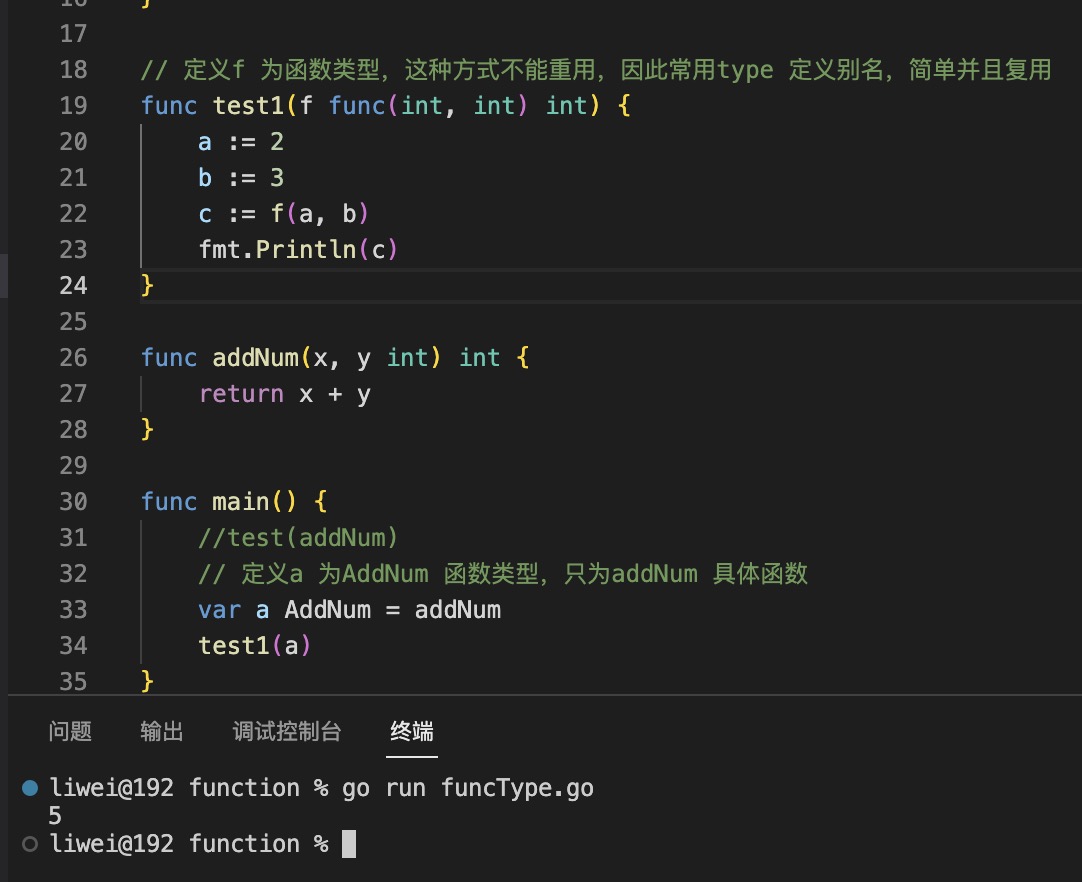 16 }
17
18 // 定义f 为函数类型，这种方式不能重用，因此常用type 定义别名，简单并且复用
19 func test1(f func(int, int) int) {
20 a := 2
21 b := 3
22 c := f(a, b)
23 fmt.Println(c)
24 }
25
26 func addNum(x, y int) int {
27 return x + y
28 }
29
30 func main() {
31 //test(addNum)
32 // 定义a 为AddNum 函数类型，只为addNum 具体函数
33 var a AddNum = addNum
34 test1(a)
35 }
问题 输出 调试控制台 终端
liwei@192 function % go run funcType.go
5
liwei@192 function %